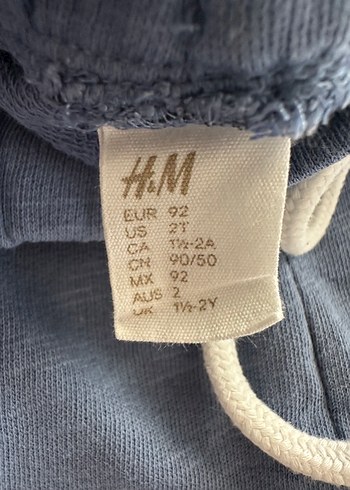 H&M
EUR 92
US 2T
CA 1½-2A
CN 90/50
MX 92
AUS 2
UK 1½-2Y